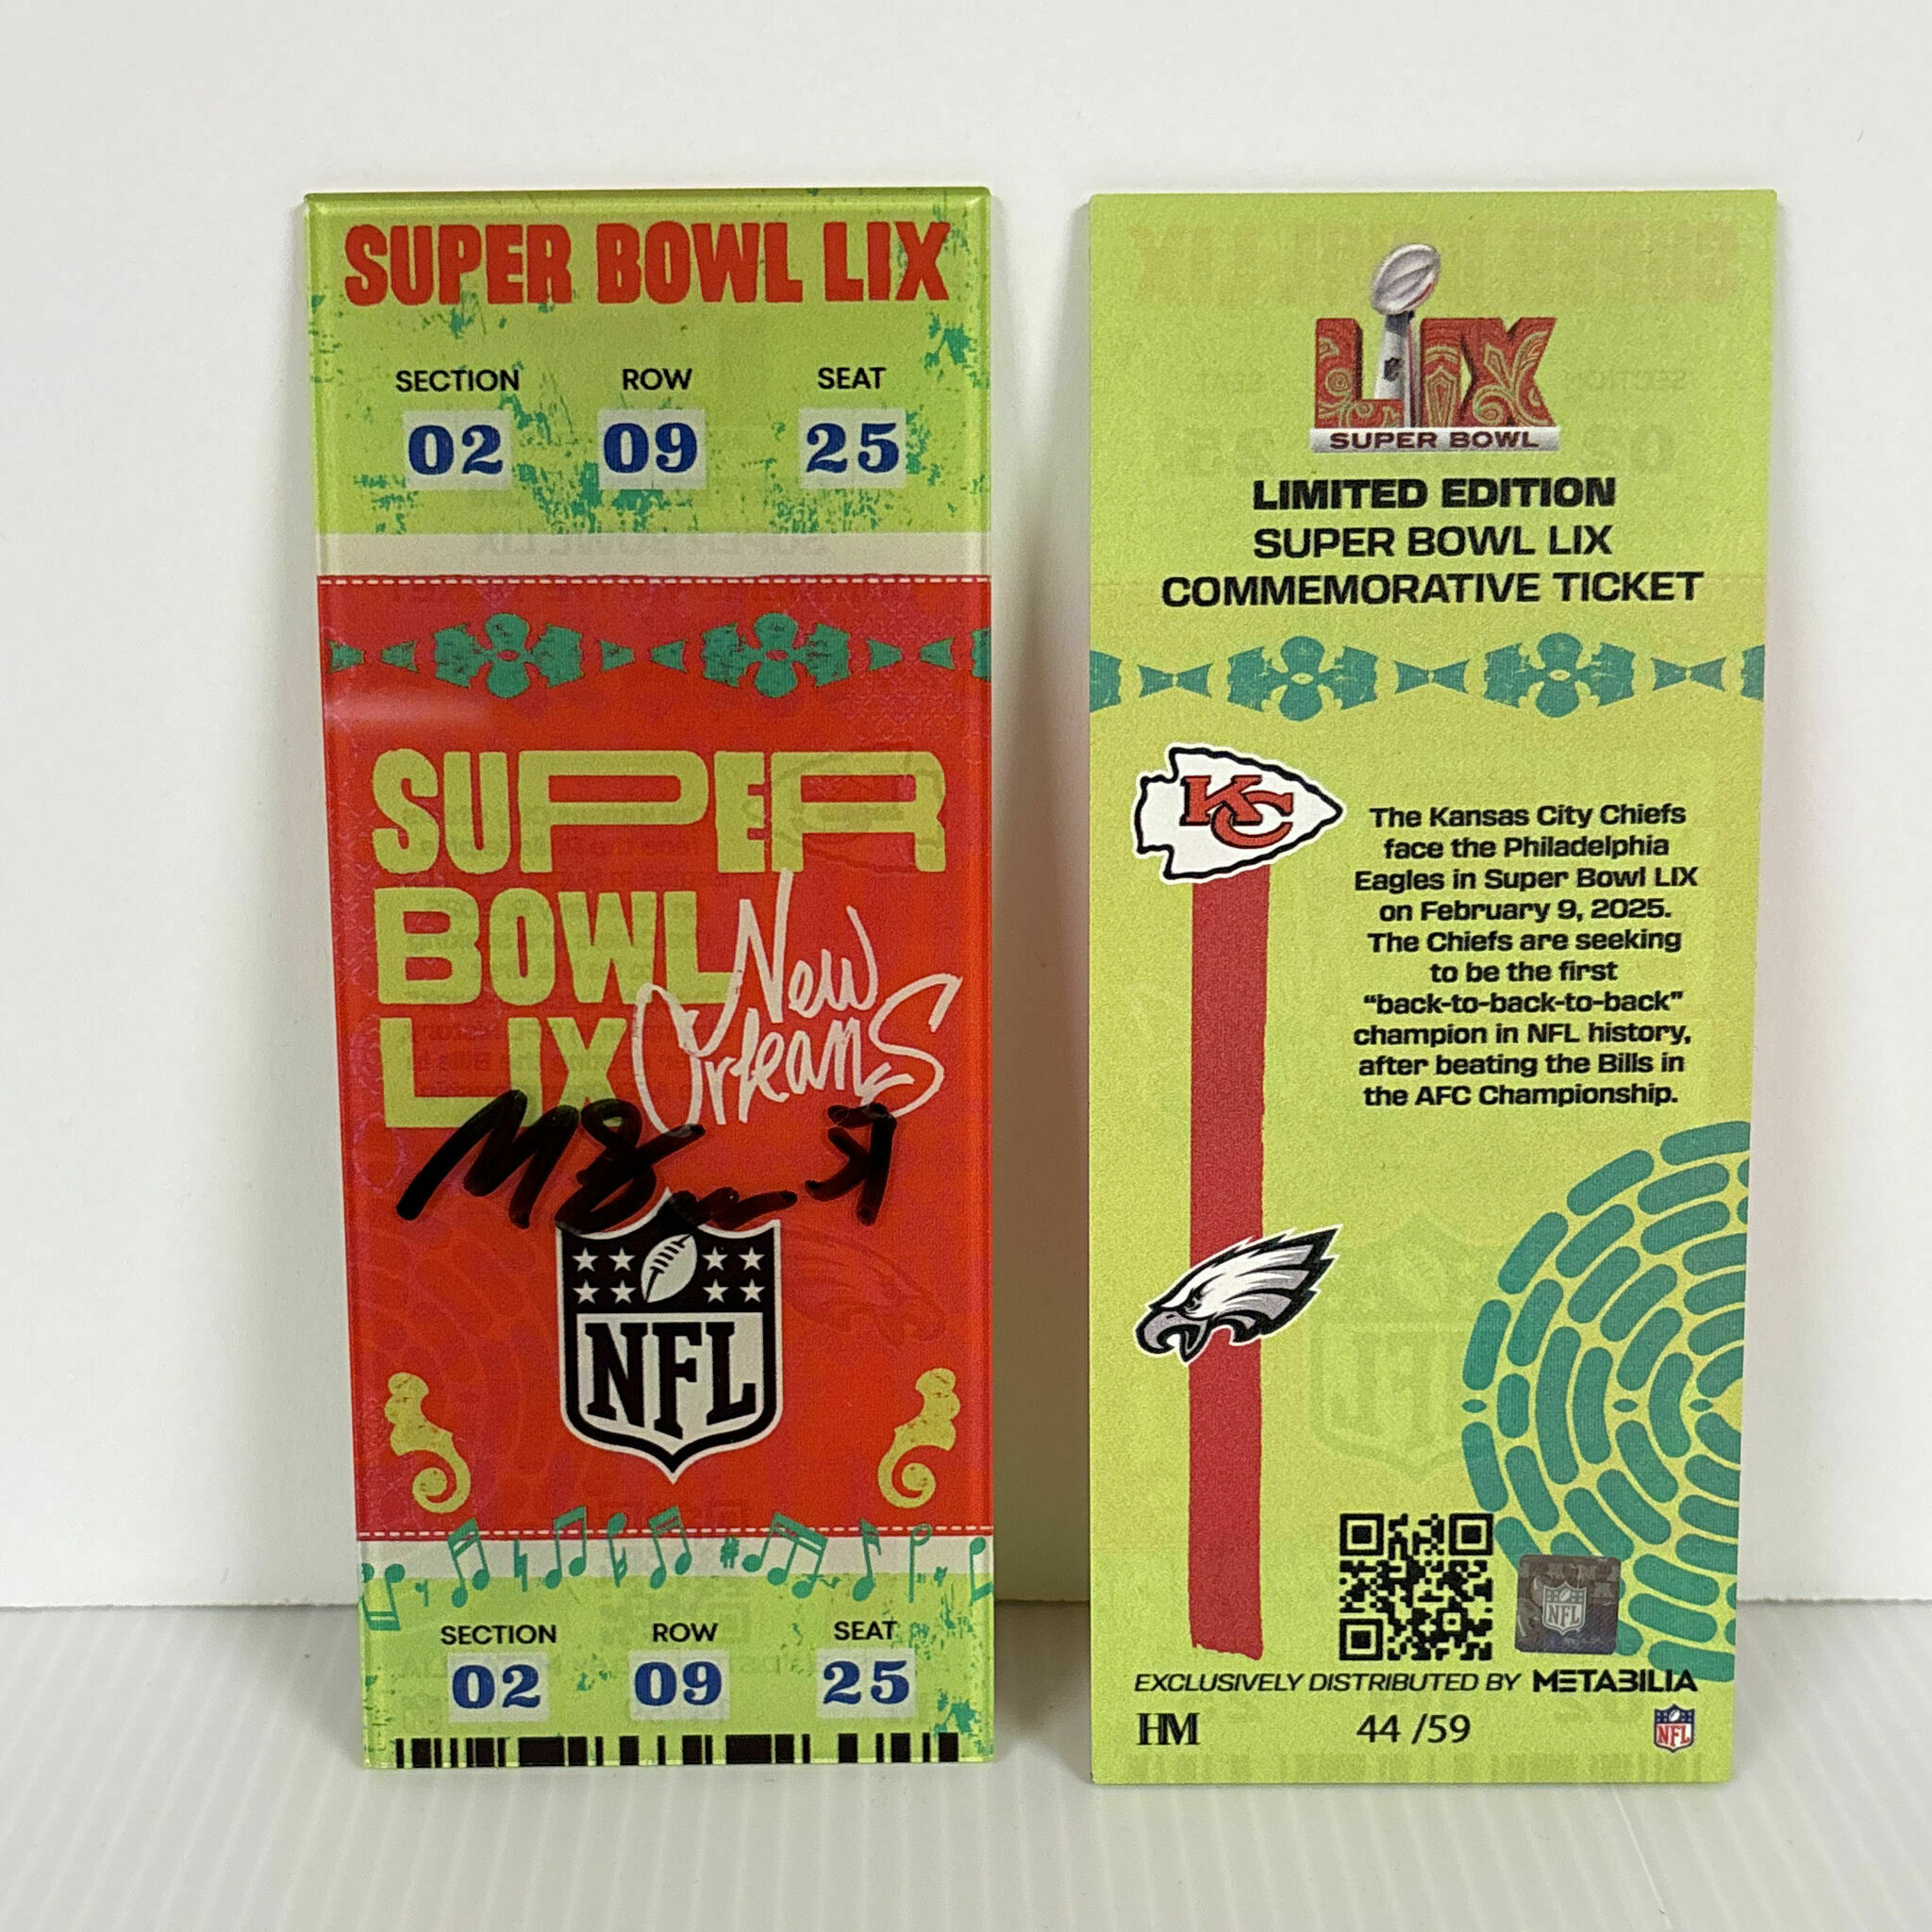 SUPER BOWL LIX
SECTION ROW SEAT
02 09 25
SUPER
BOWL
LIX
New
Orleans
NFL
SECTION ROW SEAT
02 09 25
LIX
SUPER BOWL
LIMITED EDITION
SUPER BOWL LIX
COMMEMORATIVE TICKET
KC
The Kansas City Chiefs
face the Philadelphia
Eagles in Super Bowl LIX
on February 9, 2025.
The Chiefs are seeking
to be the first
“back-to-back-to-back”
champion in NFL history,
after beating the Bills in
the AFC Championship.
NFL
EXCLUSIVELY DISTRIBUTED BY METABILIA
HM 44 /59 NFL